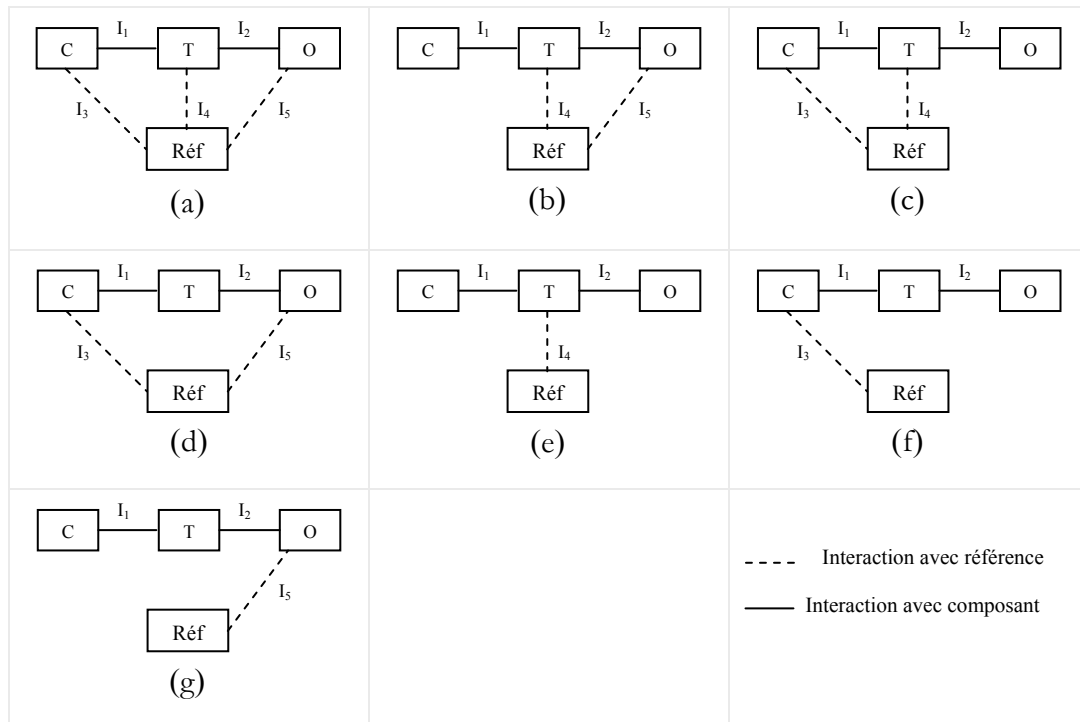 I₁ I₂ I₁ I₂ I₁ I₂
C T O C T O C T O
I₃ I₄ I₅ I₄ I₅ I₃ I₄
Réf Réf Réf
(a) (b) (c)
I₁ I₂ I₁ I₂ I₁ I₂
C T O C T O C T O
I₃ I₅ I₄ I₃
Réf Réf Réf
(d) (e) (f)
I₁ I₂
C T O
I₅
Réf
(g)
Interaction avec référence
Interaction avec composant